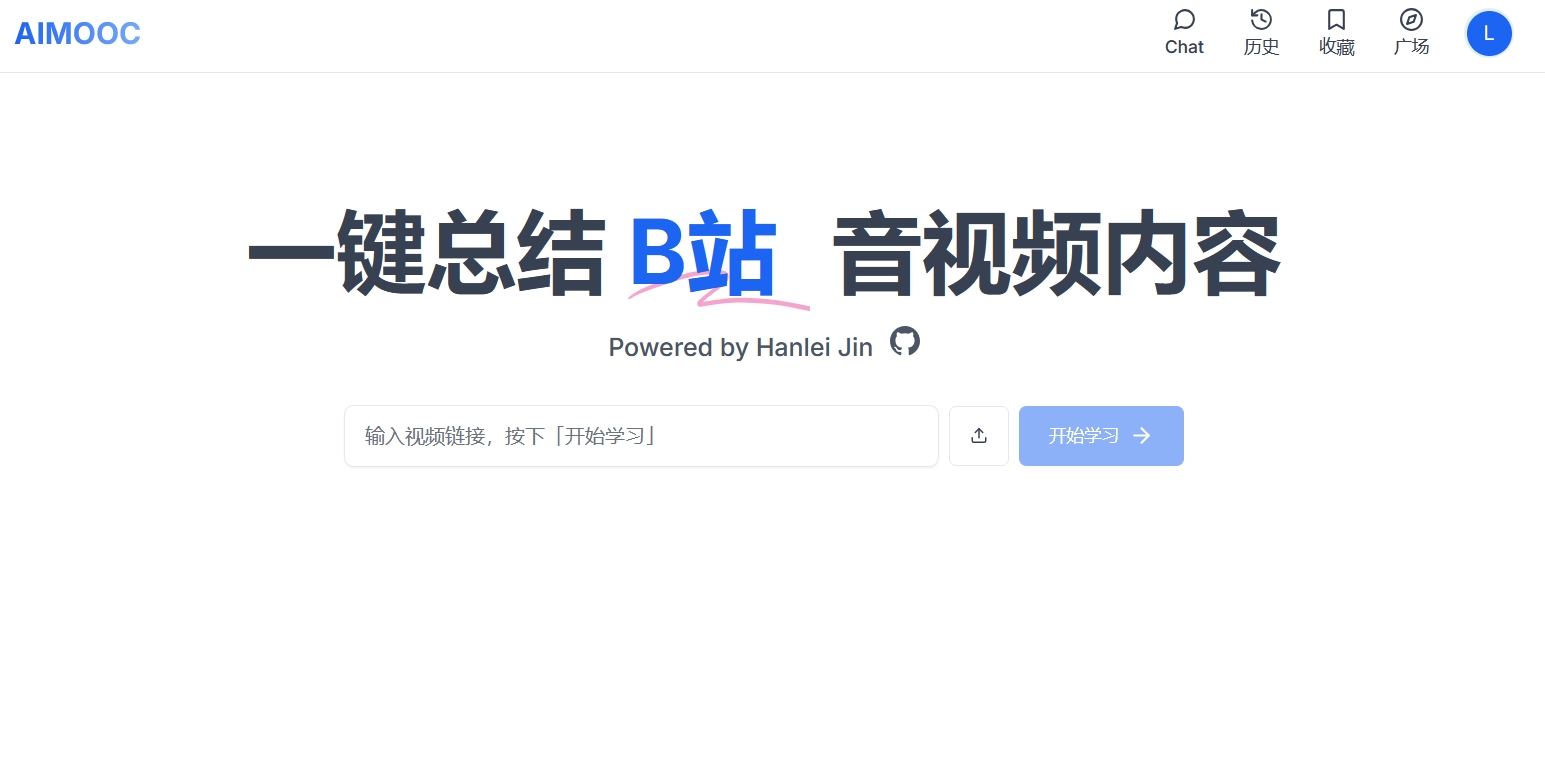 AIMOOC
Chat
历史
收藏
广场
L
一键总结 B站 音视频内容
Powered by Hanlei Jin
输入视频链接，按下「开始学习」
开始学习